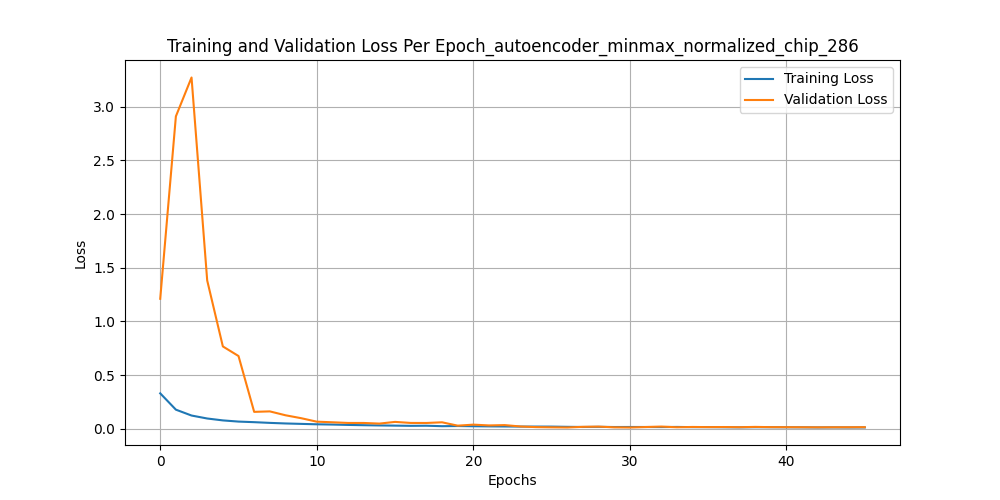 Training and Validation Loss Per Epoch_autoencoder_minmax_normalized_chip_286
Training Loss
Validation Loss
3.0
2.5
2.0
1.5
1.0
0.5
0.0
Loss
0 10 20 30 40
Epochs